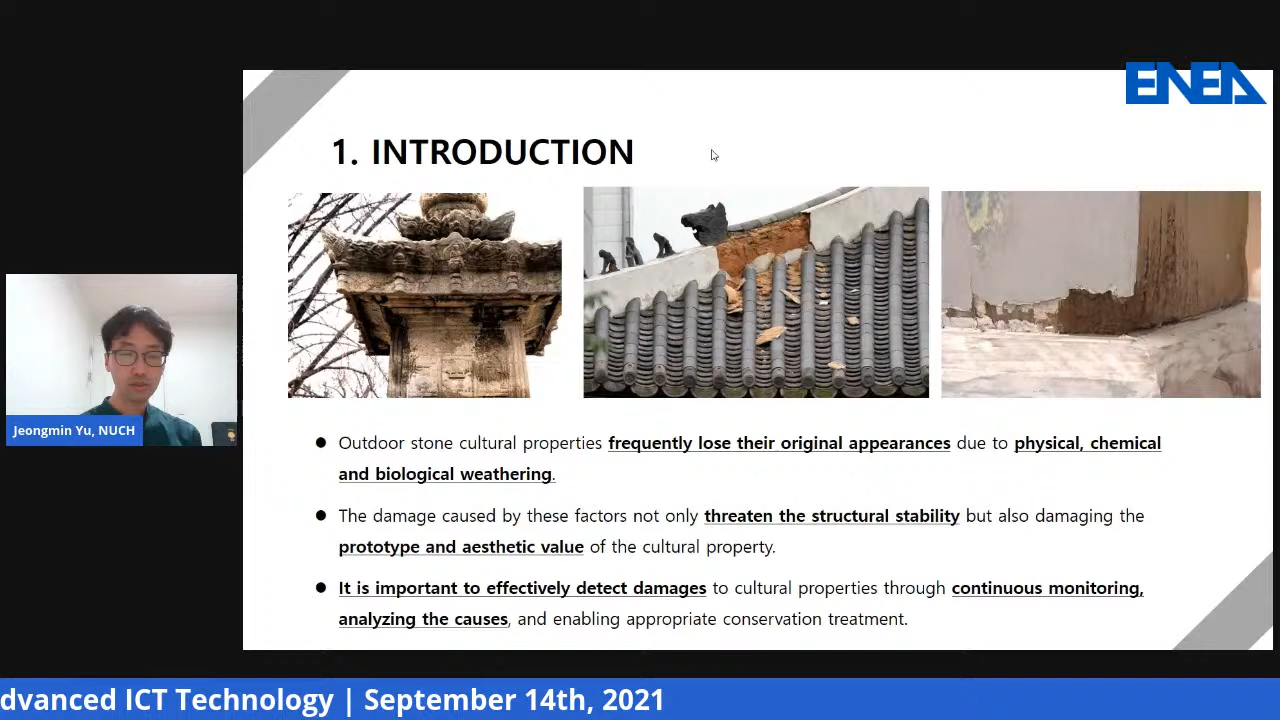 ENEA
1. INTRODUCTION
Jeongmin Yu, NUCH
● Outdoor stone cultural properties frequently lose their original appearances due to physical, chemical
and biological weathering.
● The damage caused by these factors not only threaten the structural stability but also damaging the
prototype and aesthetic value of the cultural property.
● It is important to effectively detect damages to cultural properties through continuous monitoring,
analyzing the causes, and enabling appropriate conservation treatment.
dvanced ICT Technology | September 14th, 2021